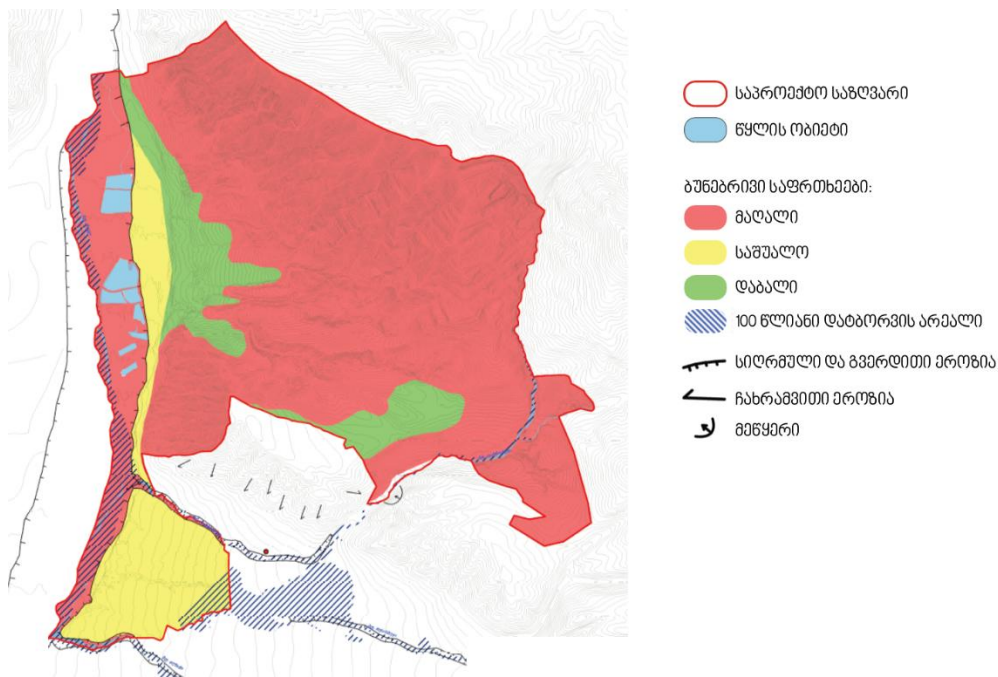 საპროექტო საზღვარი
წყლის ობიეტი
ბუნებრივი საფრთხეები:
მაღალი
საშუალო
დაბალი
100 წლიანი დატბორვის არეალი
სიღრმული და გვერდითი ეროზია
ჩახრამვითი ეროზია
მეწყერი